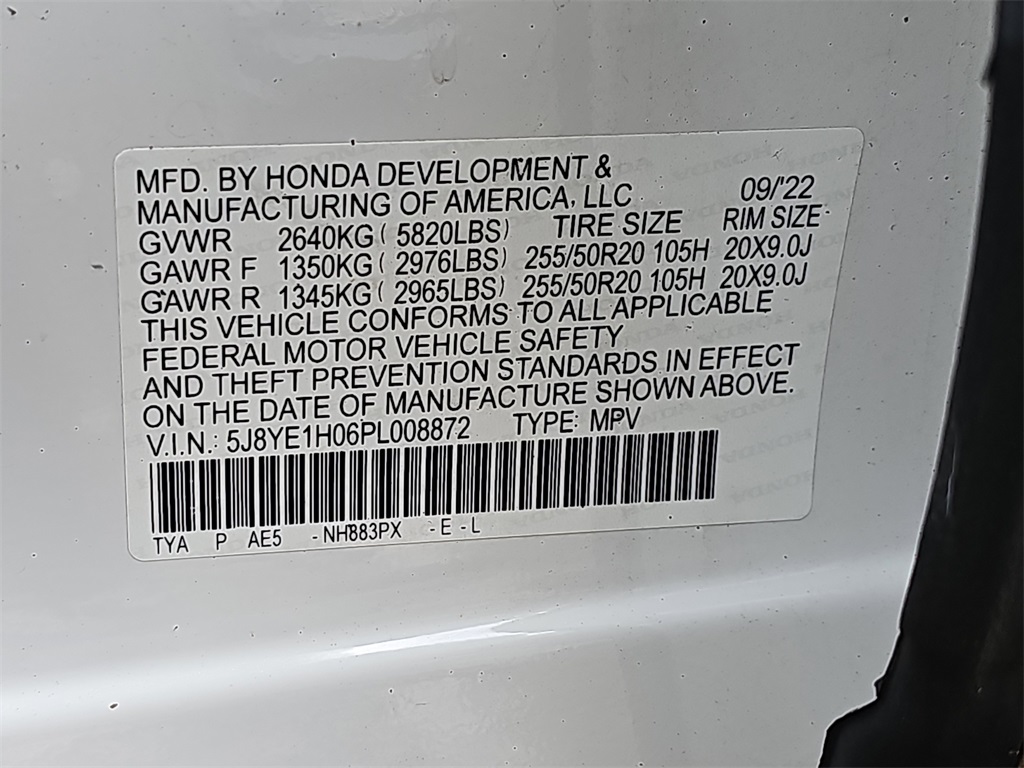 MFD. BY HONDA DEVELOPMENT &
MANUFACTURING OF AMERICA, LLC 09/'22
GVWR 2640KG ( 5820LBS) TIRE SIZE RIM SIZE
GAWR F 1350KG ( 2976LBS) 255/50R20 105H 20X9.0J
GAWR R 1345KG ( 2965LBS) 255/50R20 105H 20X9.0J
THIS VEHICLE CONFORMS TO ALL APPLICABLE
FEDERAL MOTOR VEHICLE SAFETY
AND THEFT PREVENTION STANDARDS IN EFFECT
ON THE DATE OF MANUFACTURE SHOWN ABOVE.
V.I.N.: 5J8YE1H06PL008872 TYPE: MPV
TYA P AE5 -NH883PX -E-L